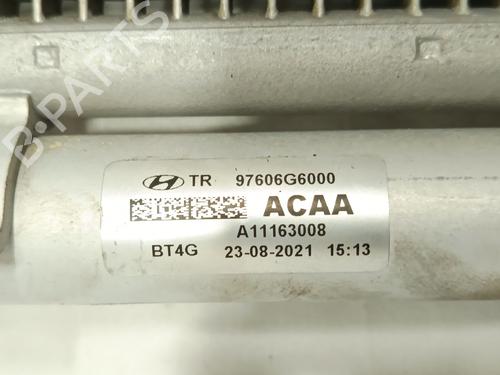 B-PARTS
TR 97606G6000
ACAA
A11163008
BT4G 23-08-2021 15:13